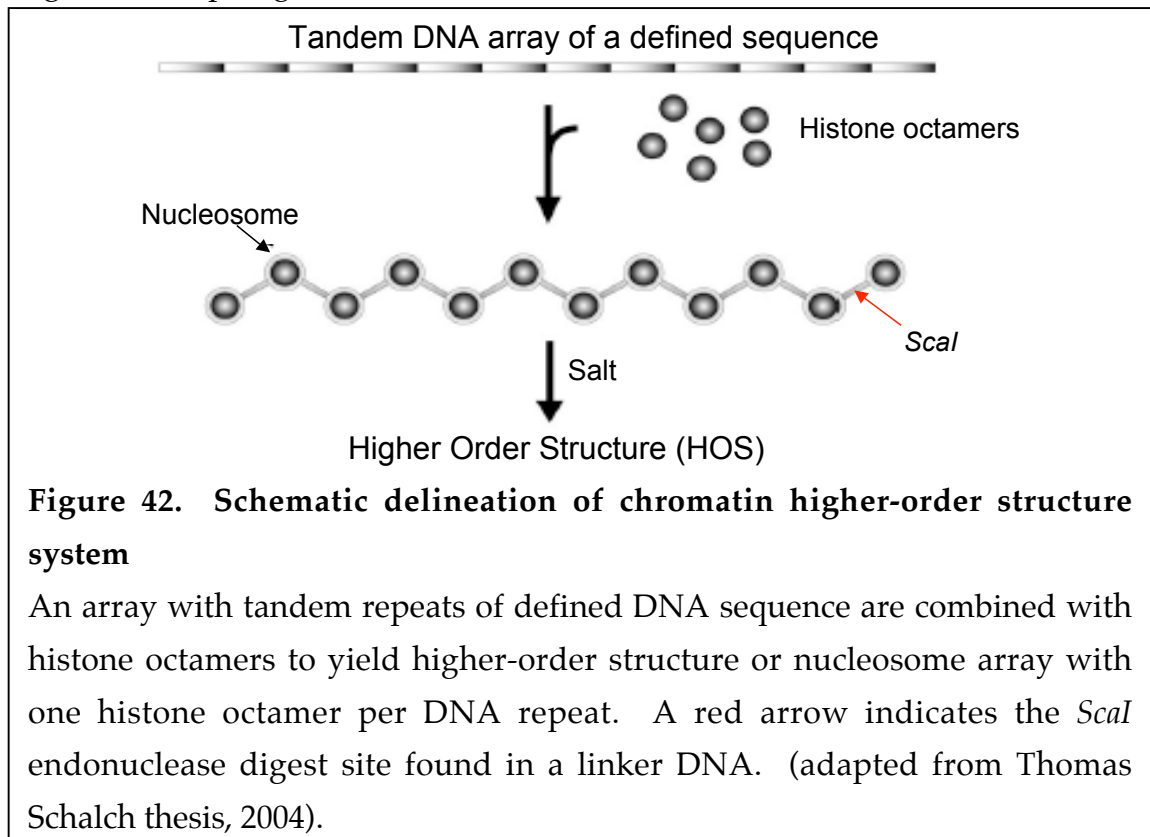 Tandem DNA array of a defined sequence
Histone octamers
Nucleosome
ScaI
Salt
Higher Order Structure (HOS)
Figure 42. Schematic delineation of chromatin higher-order structure
system
An array with tandem repeats of defined DNA sequence are combined with
histone octamers to yield higher-order structure or nucleosome array with
one histone octamer per DNA repeat. A red arrow indicates the ScaI
endonuclease digest site found in a linker DNA. (adapted from Thomas
Schalch thesis, 2004).